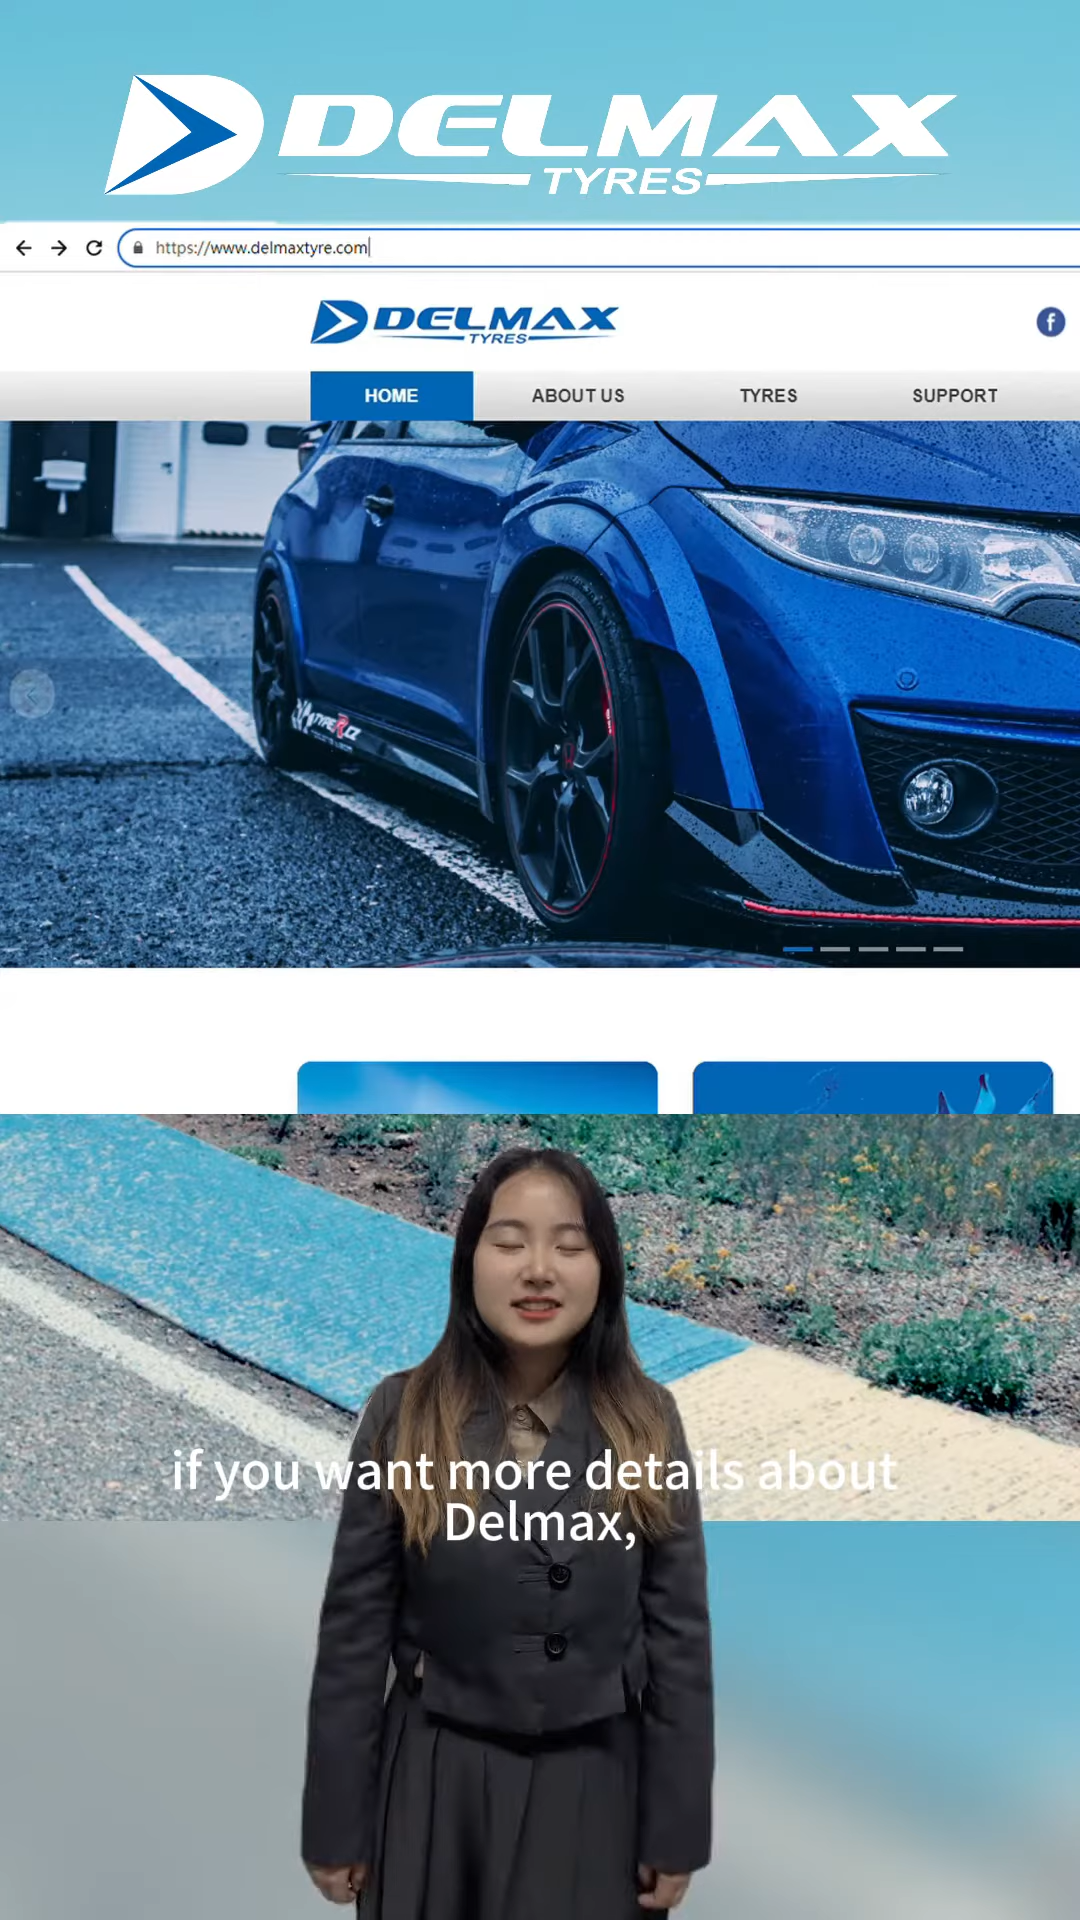 DELMAX
TYRES
https://www.delmaxtyre.com
DELMAX
TYRES
f
HOME
ABOUT US
TYRES
SUPPORT
if you want more details about
Delmax,